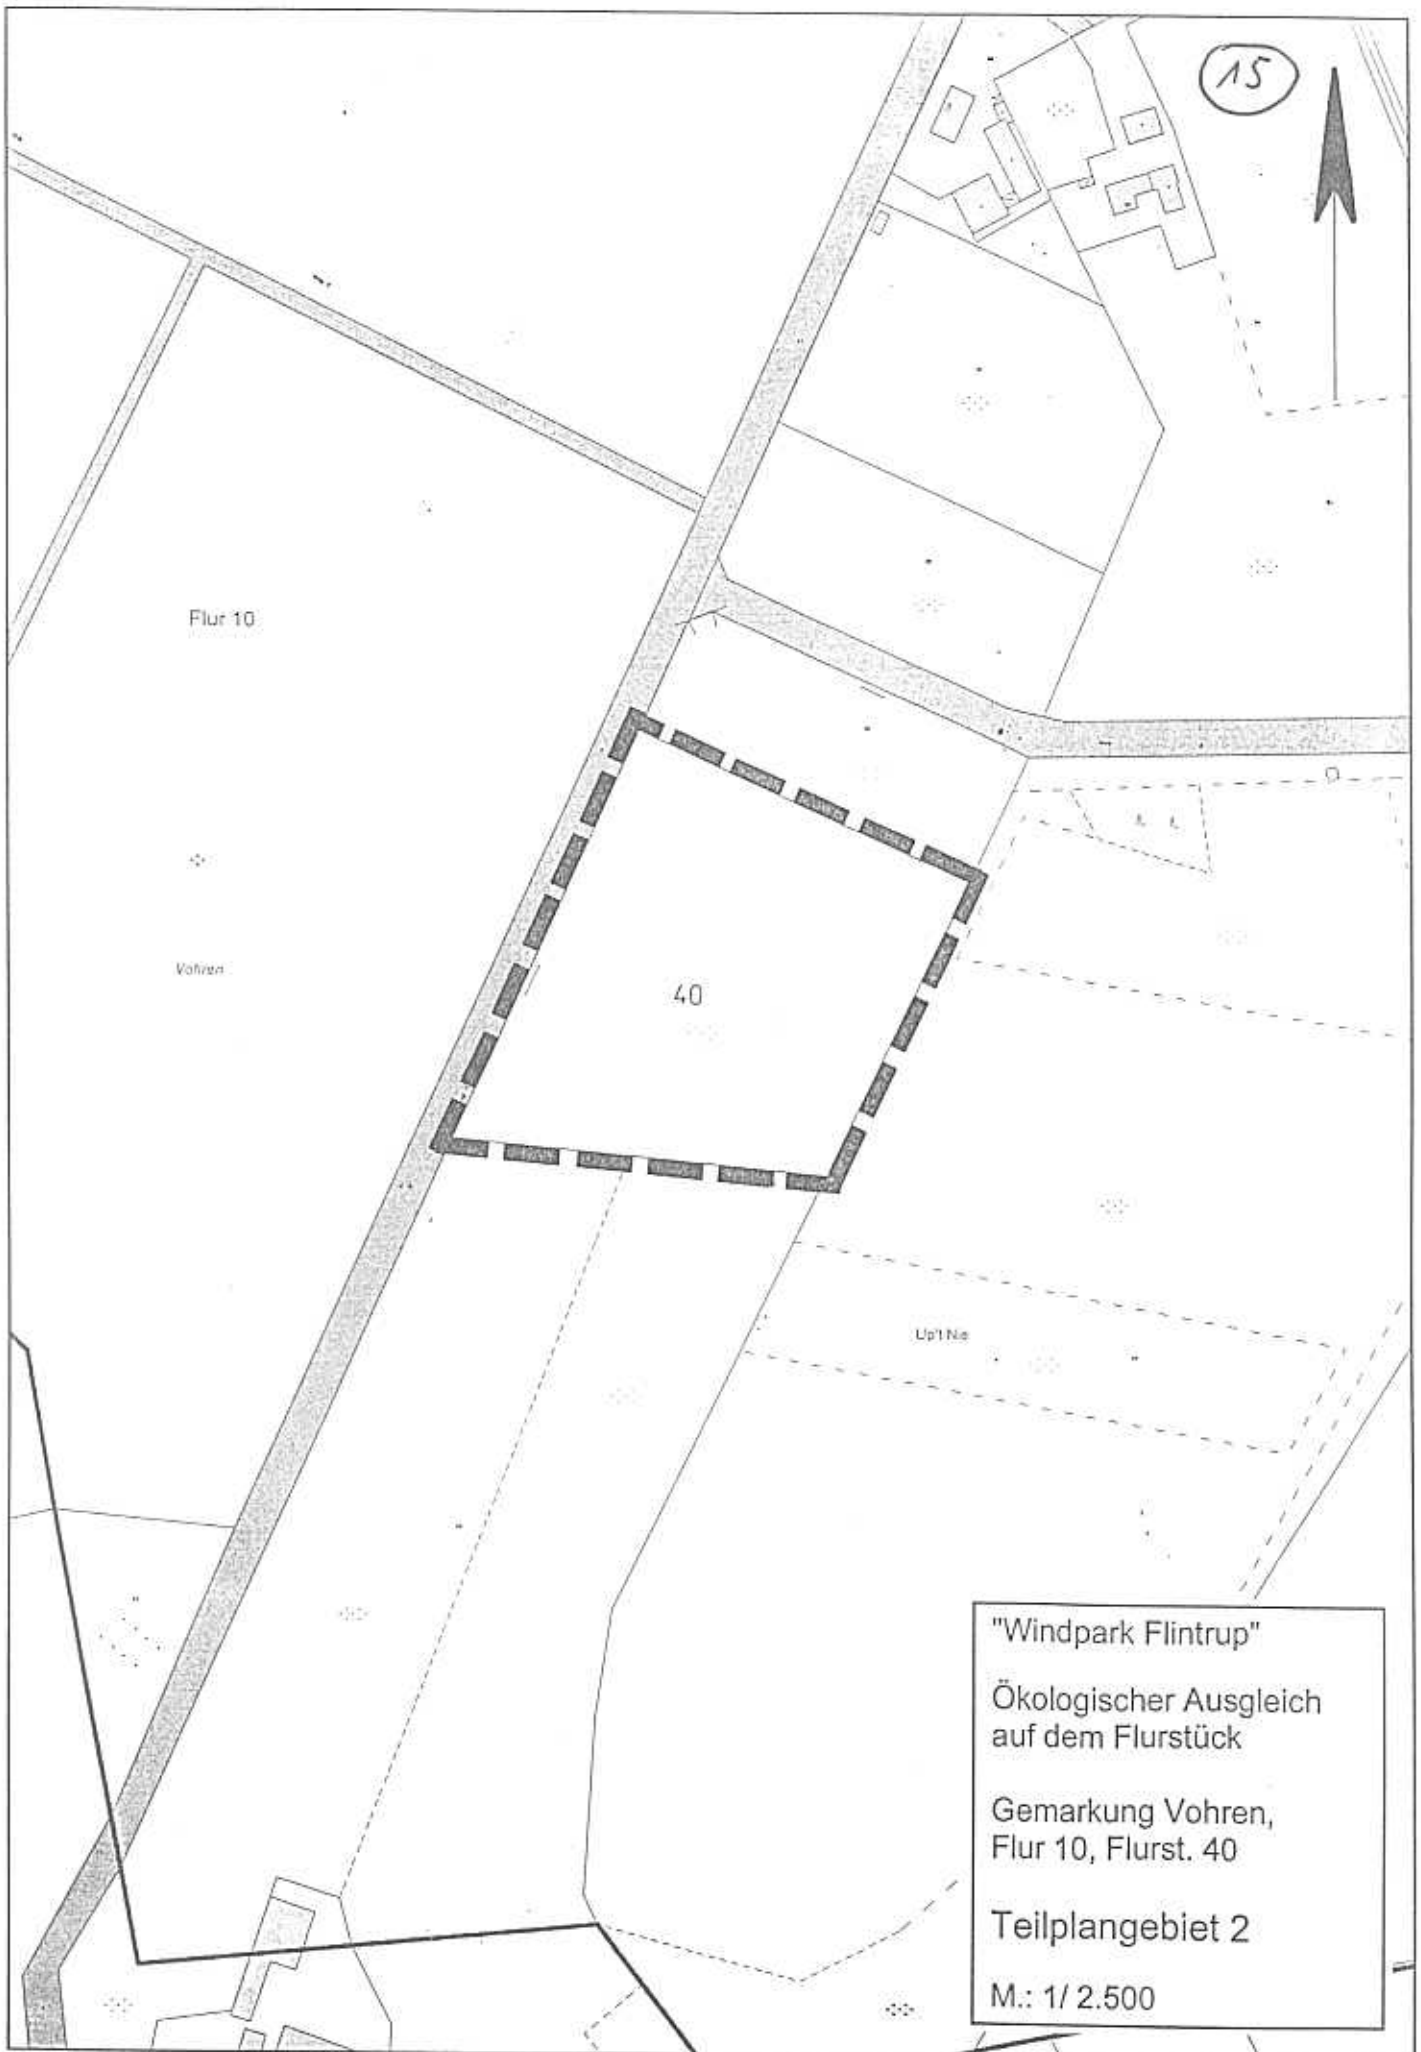 15
Flur 10
Vohren
40
Up't Nie
"Windpark Flintrup"
Ökologischer Ausgleich
auf dem Flurstück
Gemarkung Vohren,
Flur 10, Flurst. 40
Teilplangebiet 2
M.: 1/ 2.500